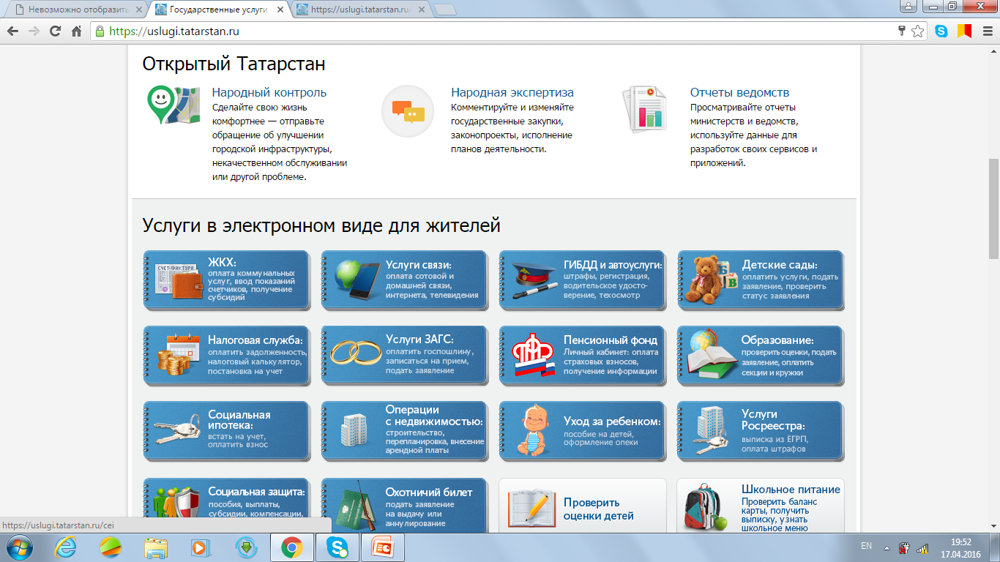 Невозможно отобразить
Государственные услуги
https://uslugi.tatarstan.ru/
https://uslugi.tatarstan.ru
Открытый Татарстан
Народный контроль
Сделайте свою жизнь
комфортнее — отправьте
обращение об улучшении
городской инфраструктуры,
некачественном обслуживании
или другой проблеме.
Народная экспертиза
Комментируйте и изменяйте
государственные закупки,
законопроекты, исполнение
планов деятельности.
Отчеты ведомств
Просматривайте отчеты
министерств и ведомств,
используйте данные для
разработок своих сервисов и
приложений.
Услуги в электронном виде для жителей
СЧЕТ-ФАКТУРА
ЖКХ:
оплата коммунальных
услуг, ввод показаний
счетчиков, получение
субсидий
Услуги связи:
оплата сотовой и
домашней связи,
интернета, телевидения
ГИБДД и автоуслуги:
штрафы, регистрация,
водительское удосто-
верение, техосмотр
Детские сады:
оплатить услуги, подать
заявление, проверить
статус заявления
Налоговая служба:
оплатить задолженность,
налоговый калькулятор,
постановка на учет
Услуги ЗАГС:
оплатить госпошлину,
записаться на прием,
подать заявление
Пенсионный фонд
Личный кабинет: оплата
страховых взносов,
получение информации
Образование:
проверить оценки, подать
заявление, оплатить
секции и кружки
Социальная
ипотека:
встать на учет,
оплатить взнос
Операции
с недвижимостью:
строительство,
перепланировка, внесение
арендной платы
Уход за ребенком:
пособие на детей,
оформление опеки
Услуги
Росреестра:
выписка из ЕГРП,
оплата штрафов
Социальная защита:
пособия, выплаты,
субсидии, компенсации,
Охотничий билет
подать заявление
на выдачу или
аннулирование
Проверить
оценки детей
Школьное питание
Проверить баланс
карты, получить
выписку, узнать
школьное меню
https://uslugi.tatarstan.ru/cei
EN
19:52
17.04.2016